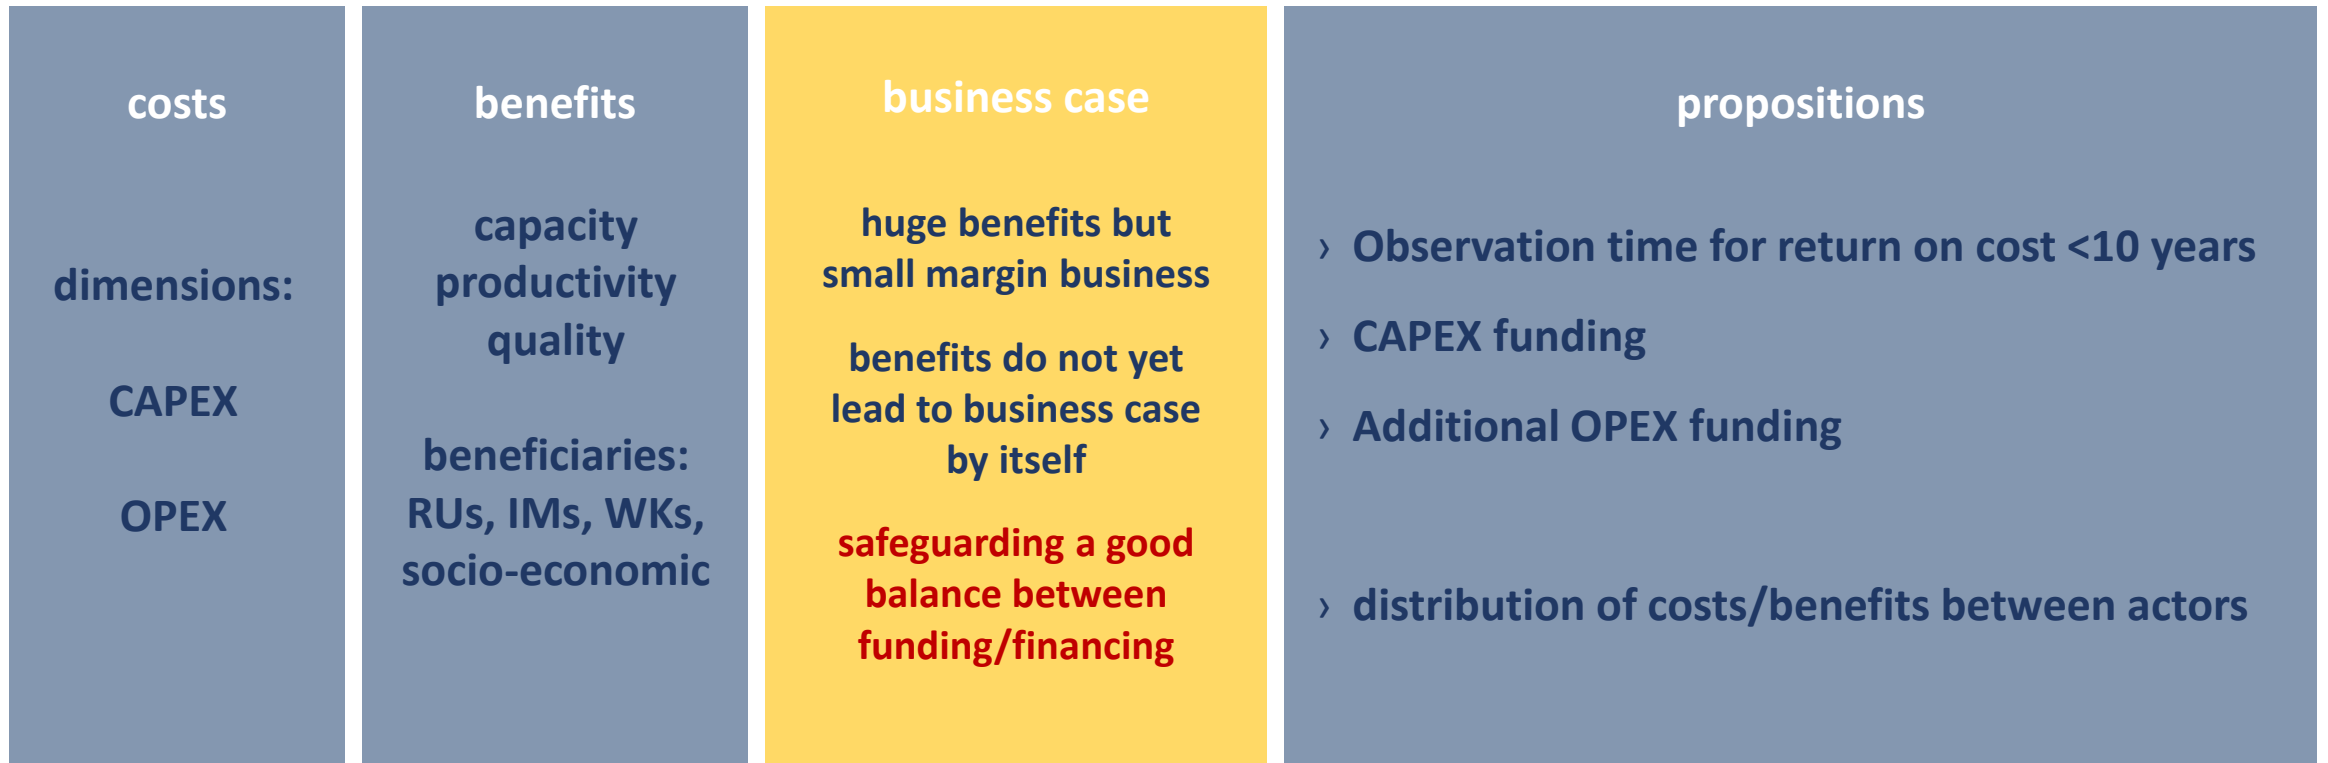 costs
dimensions:
CAPEX
OPEX
benefits
capacity
productivity
quality
beneficiaries:
RUs, IMs, WKs,
socio-economic
business case
huge benefits but
small margin business
benefits do not yet
lead to business case
by itself
safeguarding a good
balance between
funding/financing
propositions
› Observation time for return on cost <10 years
› CAPEX funding
› Additional OPEX funding
› distribution of costs/benefits between actors